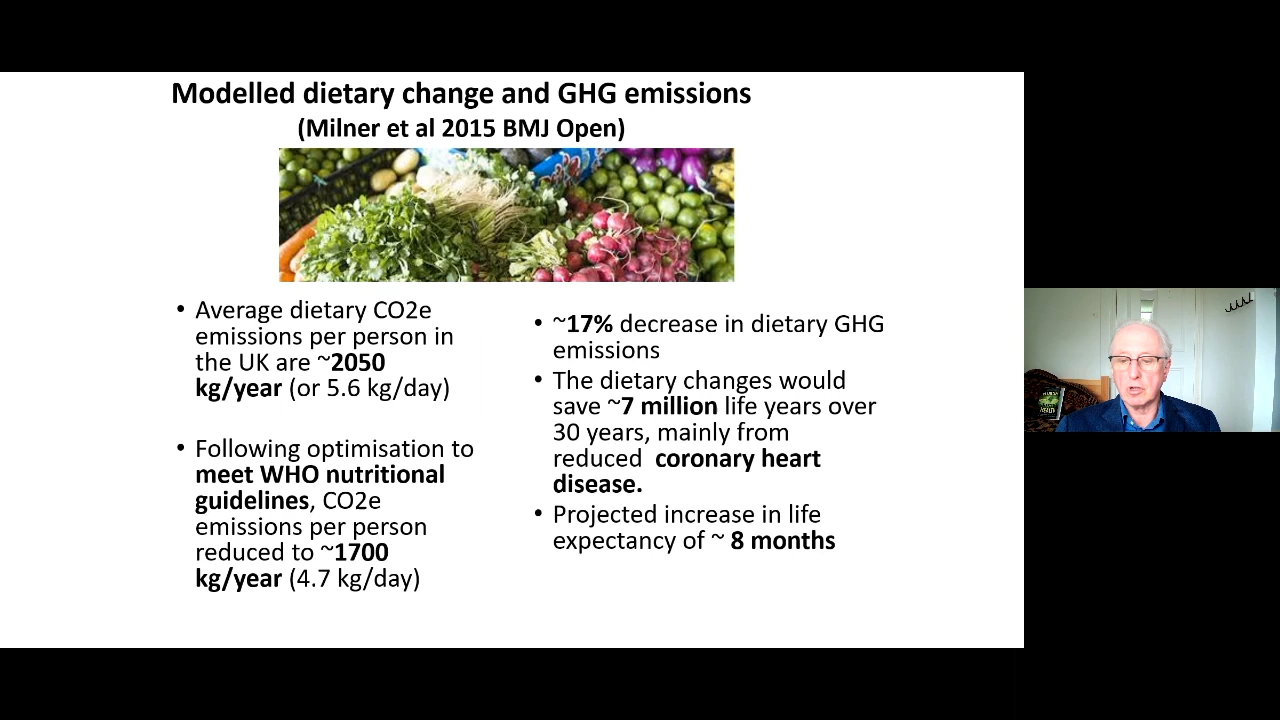 Modelled dietary change and GHG emissions
(Milner et al 2015 BMJ Open)
• Average dietary CO2e
emissions per person in
the UK are ~2050
kg/year (or 5.6 kg/day)
• Following optimisation to
meet WHO nutritional
guidelines, CO2e
emissions per person
reduced to ~1700
kg/year (4.7 kg/day)
• ~17% decrease in dietary GHG
emissions
• The dietary changes would
save ~7 million life years over
30 years, mainly from
reduced  coronary heart
disease.
• Projected increase in life
expectancy of ~ 8 months